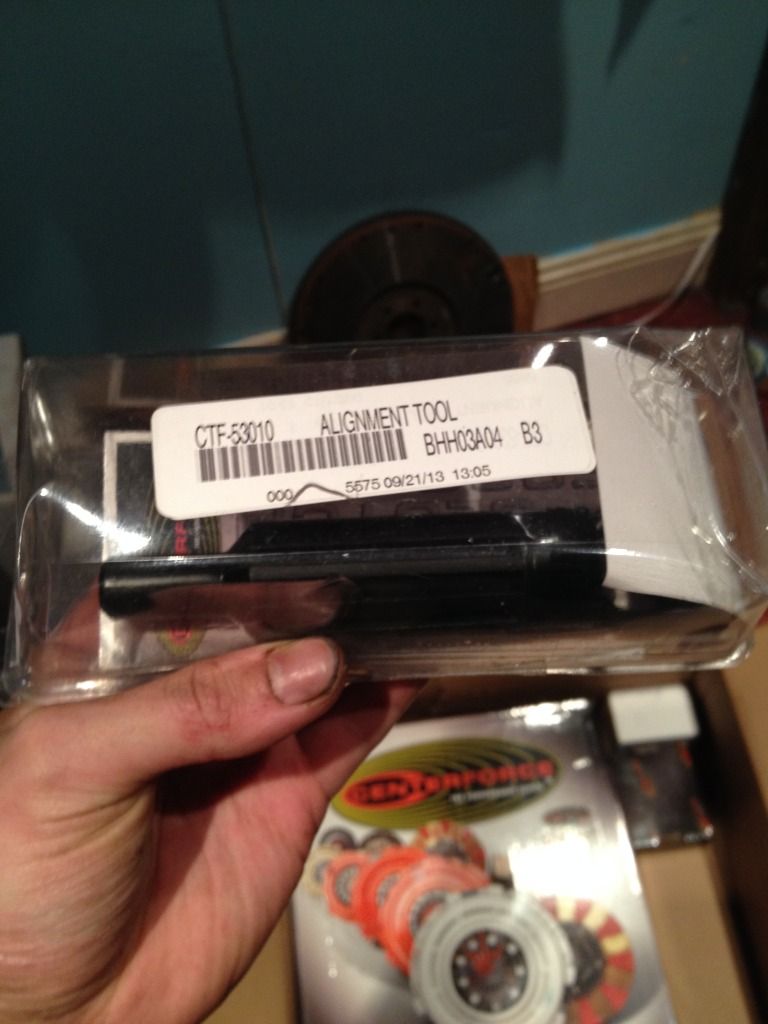 CTF-53010 ALIGNMENT TOOL
BHH03A04 B3
000 5575 09/21/13 13:05
CENTERFORCE